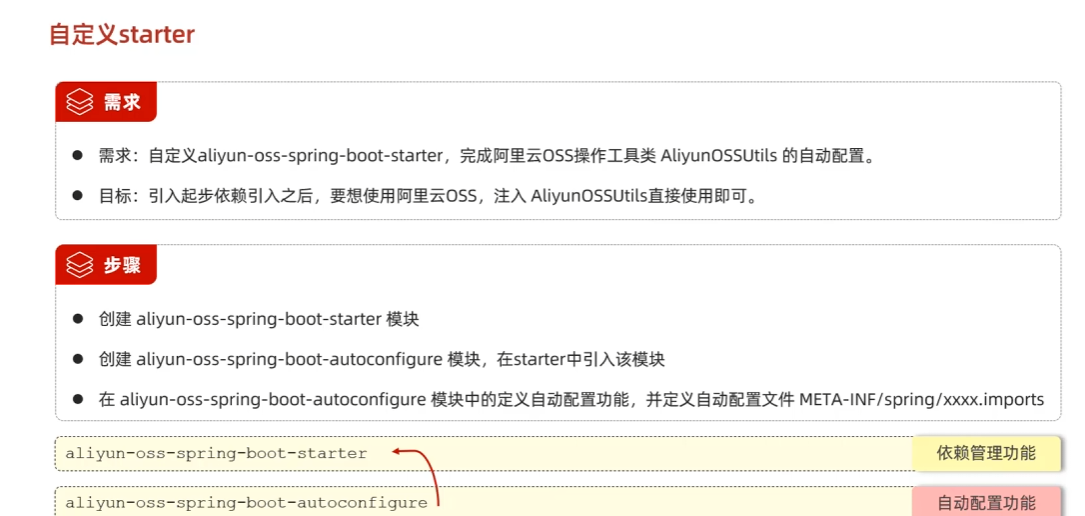 自定义starter
需求
需求：自定义aliyun-oss-spring-boot-starter，完成阿里云OSS操作工具类 AliyunOSSUtils 的自动配置。
目标：引入起步依赖引入之后，要想使用阿里云OSS，注入 AliyunOSSUtils直接使用即可。
步骤
创建 aliyun-oss-spring-boot-starter 模块
创建 aliyun-oss-spring-boot-autoconfigure 模块，在starter中引入该模块
在 aliyun-oss-spring-boot-autoconfigure 模块中的定义自动配置功能，并定义自动配置文件 META-INF/spring/xxxx.imports
aliyun-oss-spring-boot-starter 依赖管理功能
aliyun-oss-spring-boot-autoconfigure 自动配置功能